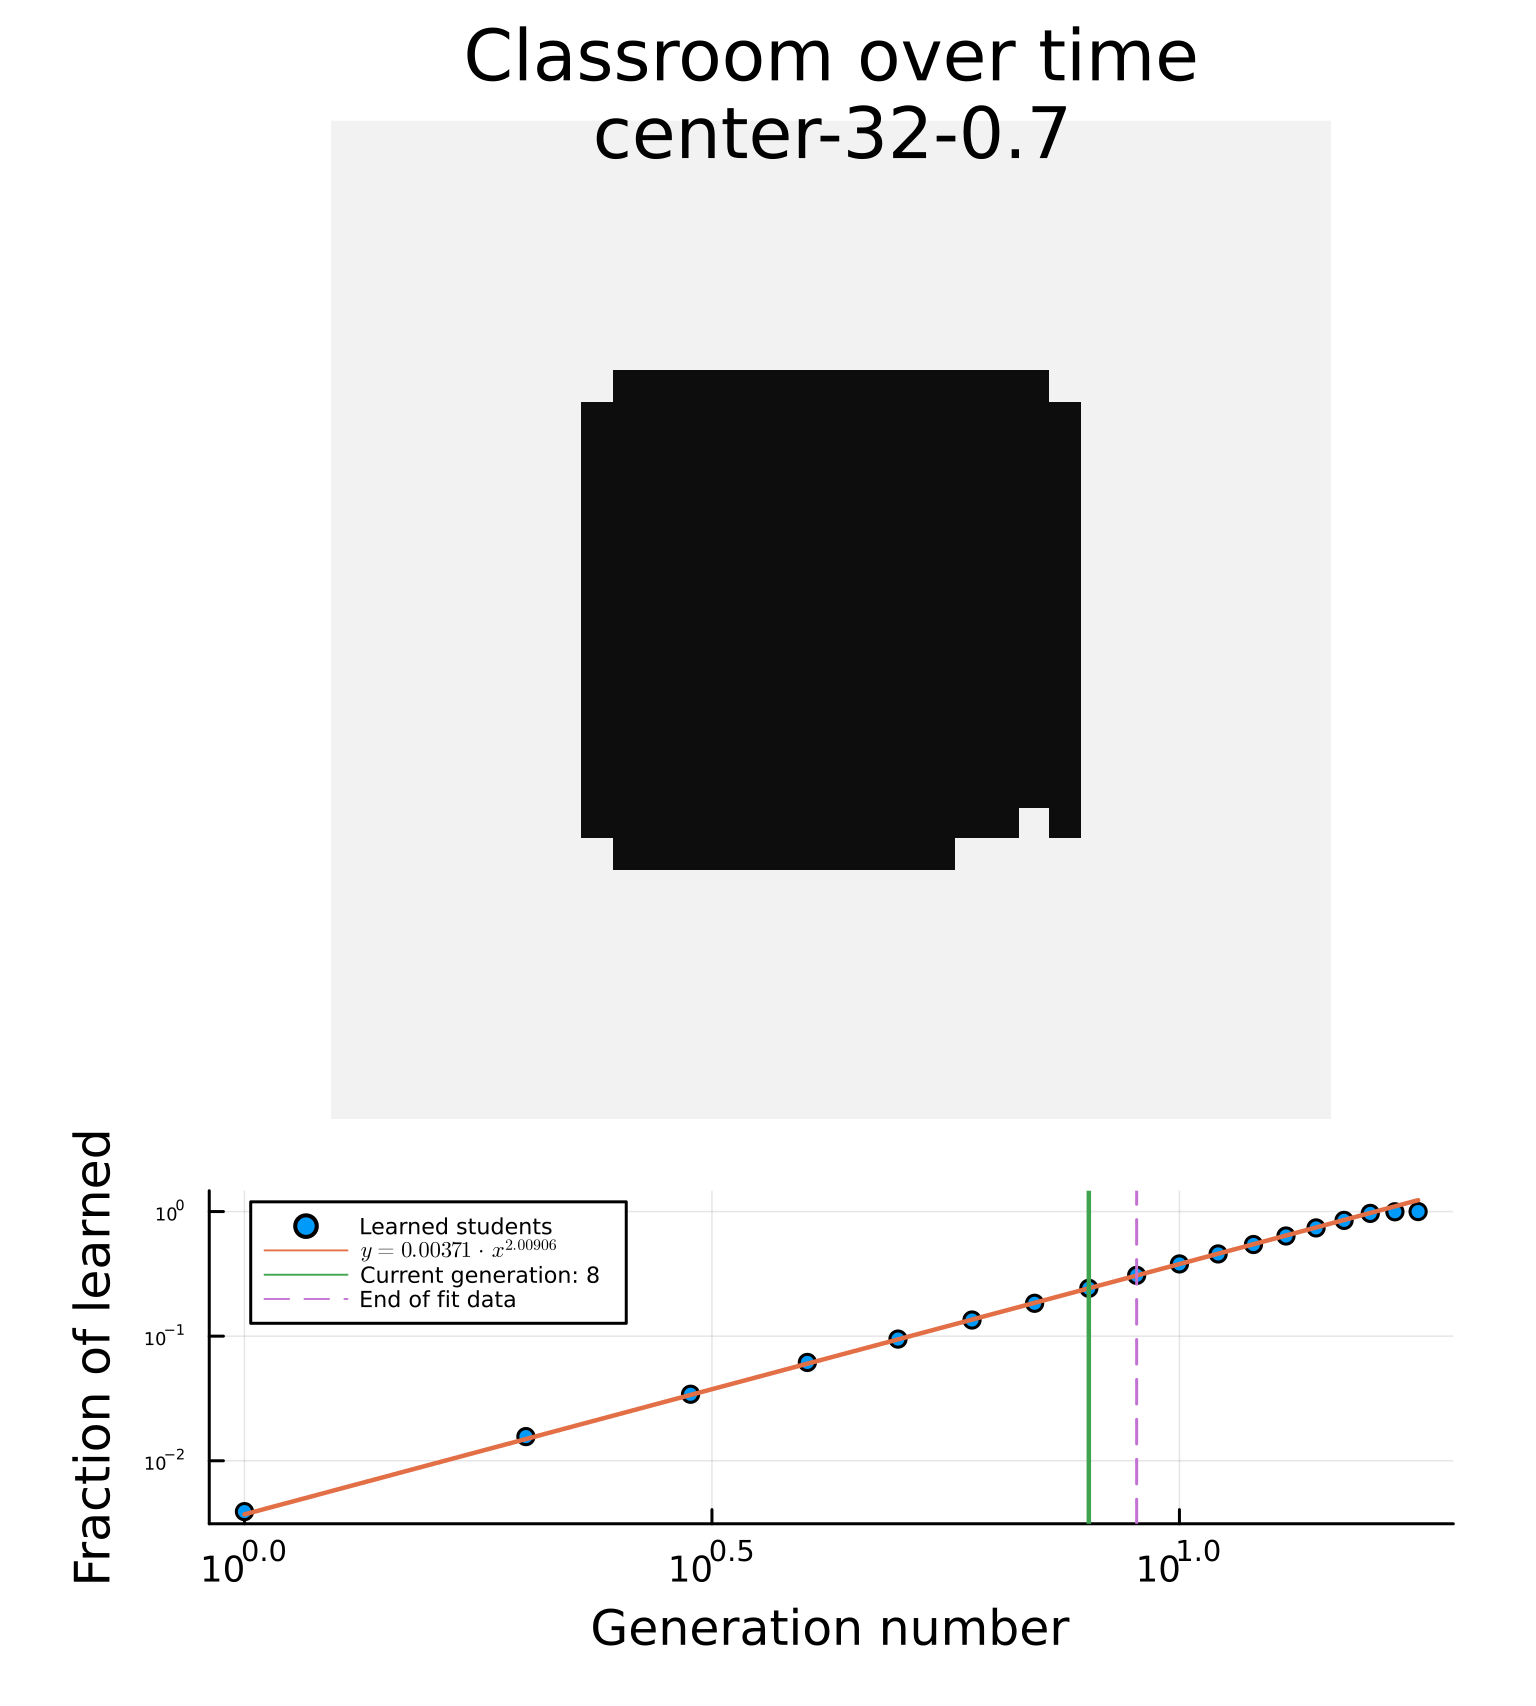 Classroom over time
center-32-0.7
Fraction of learned
10⁰
10⁻¹
10⁻²
Learned students
y = 0.00371 · x^{2.00906}
Current generation: 8
End of fit data
10^{0.0} 10^{0.5} 10^{1.0}
Generation number